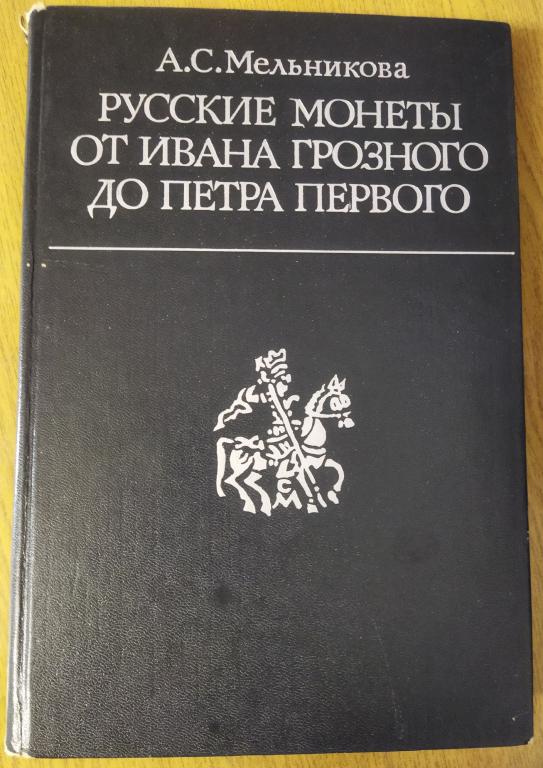 А.С.Мельникова
РУССКИЕ МОНЕТЫ
ОТ ИВАНА ГРОЗНОГО
ДО ПЕТРА ПЕРВОГО
С
М